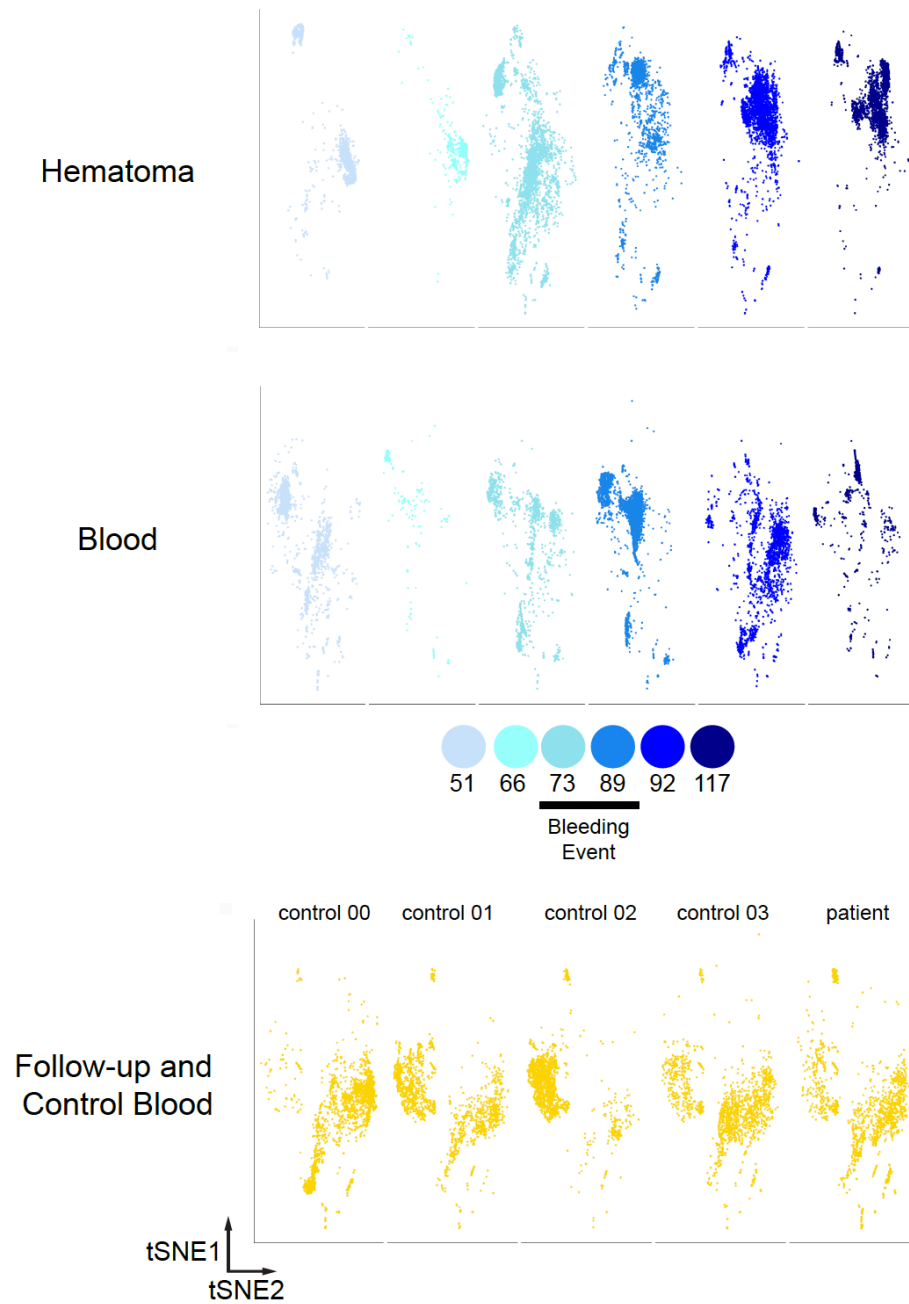 Hematoma
Blood
51 66 73 89 92 117
Bleeding
Event
control 00 control 01 control 02 control 03 patient
Follow-up and
Control Blood
tSNE1
tSNE2